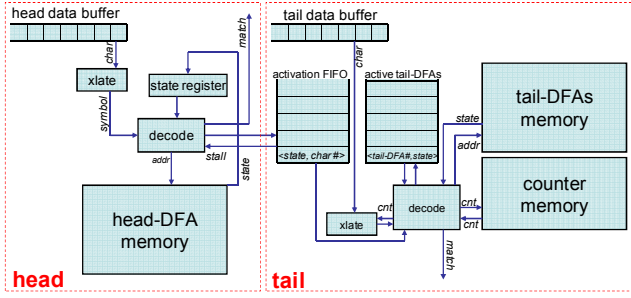 head data buffer
char
xlate
symbol
state register
match
decode
addr
stall
state
head-DFA
memory
head
tail data buffer
char
activation FIFO
active tail-DFAs
<state, char #>
<tail-DFA#,state>
tail-DFAs
memory
state
addr
decode
cnt
xlate
cnt
cnt
counter
memory
match
tail